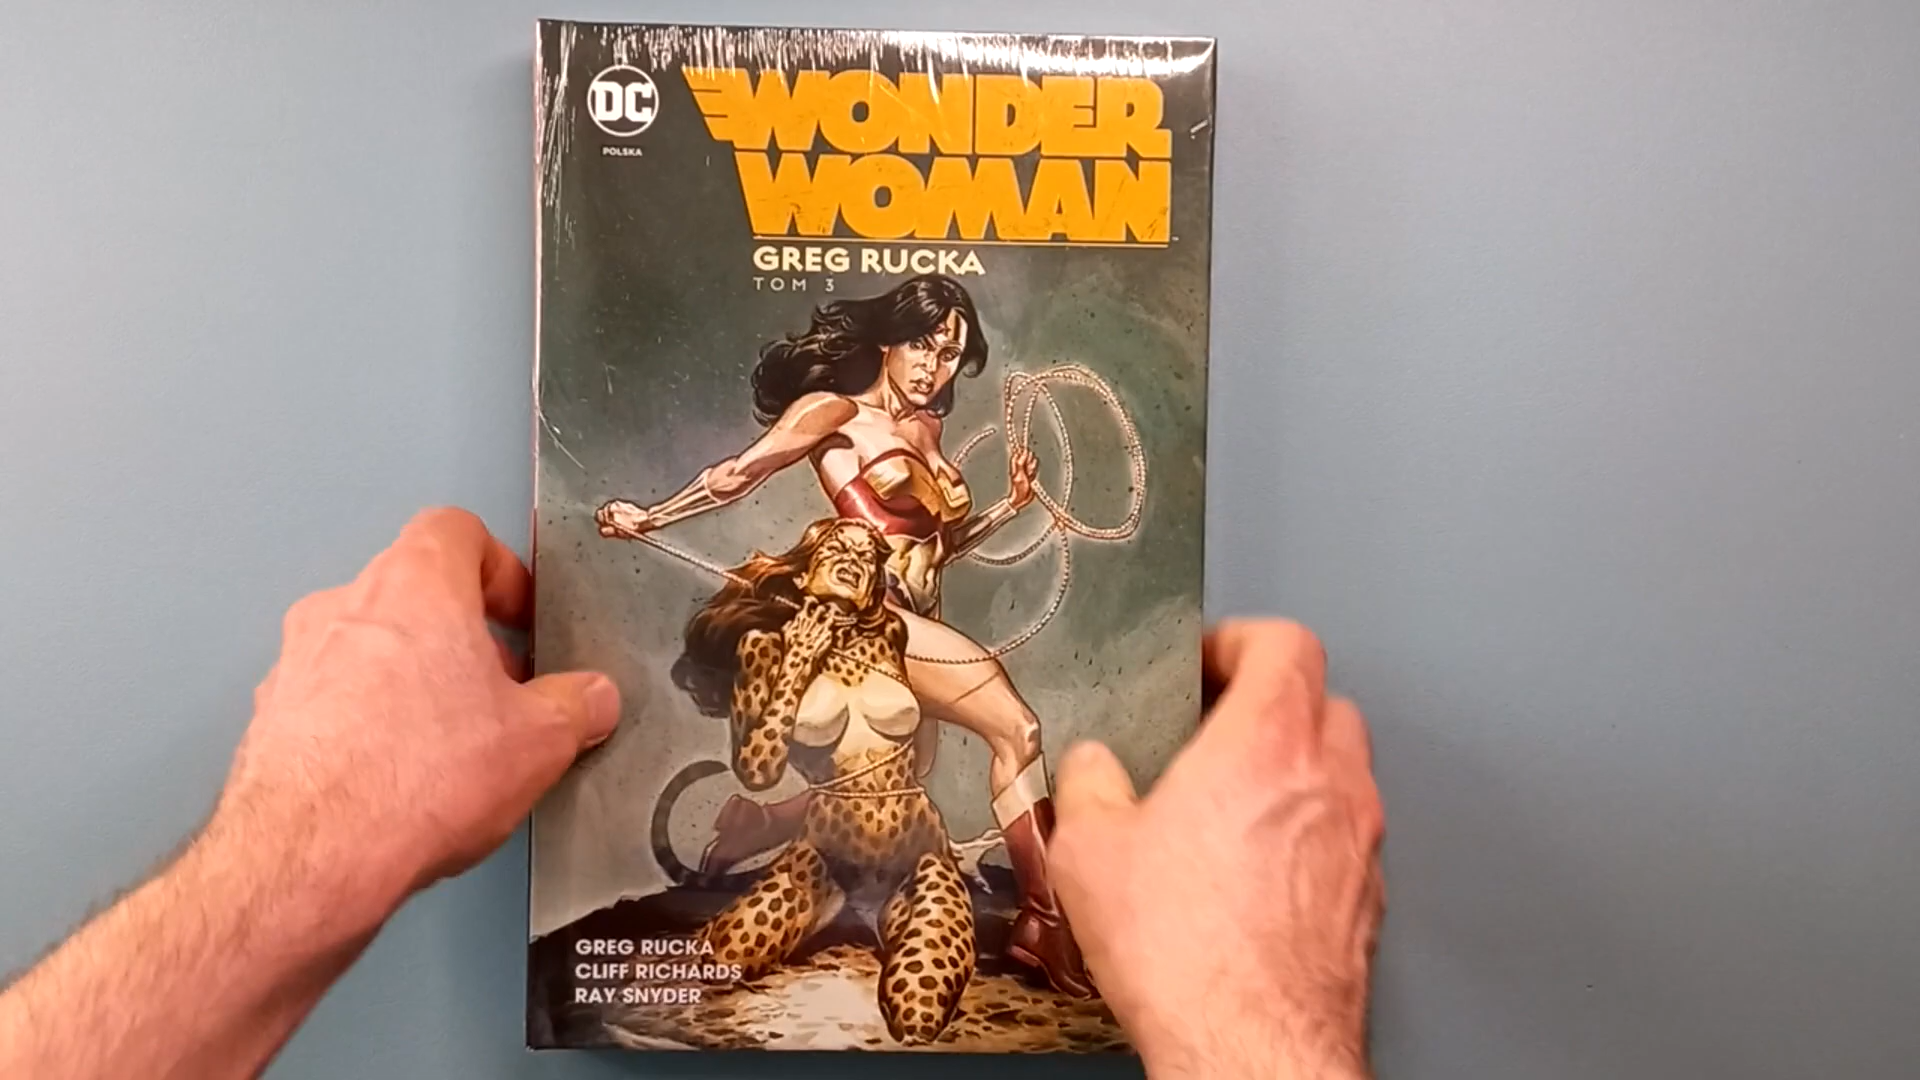 DC
POLSKA
WONDER
WOMAN
GREG RUCKA
TOM 3
GREG RUCKA
CLIFF RICHARDS
RAY SNYDER